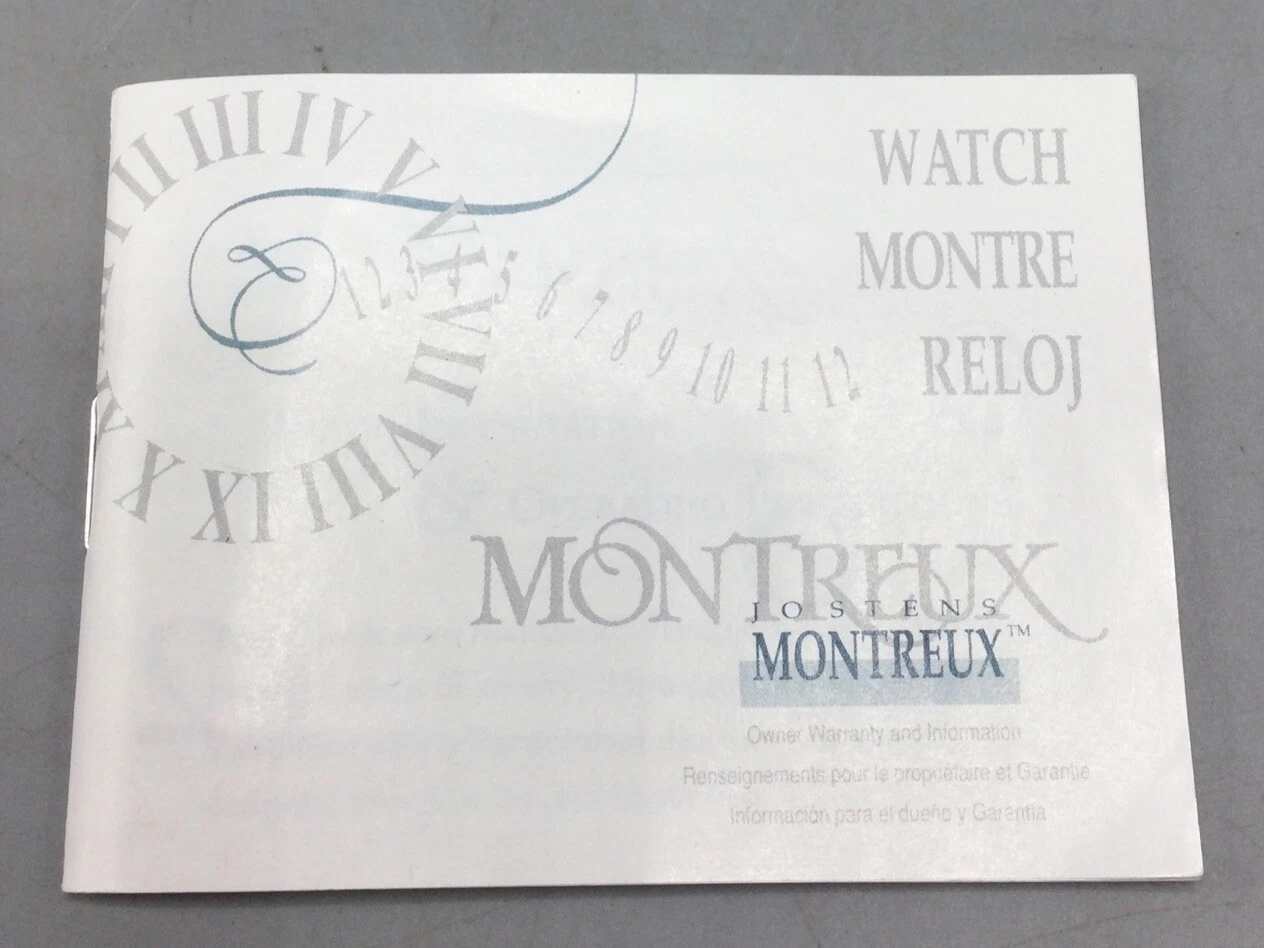 II III IV V VI VII VIII IX X
1 2 3 4 5 6 7 8 9 10 11 12
WATCH
MONTRE
RELOJ
MONTREUX
JOSTENS
MONTREUX™
Owner Warranty and Information
Renseignements pour le propriétaire et Garantie
Información para el dueño y Garantía